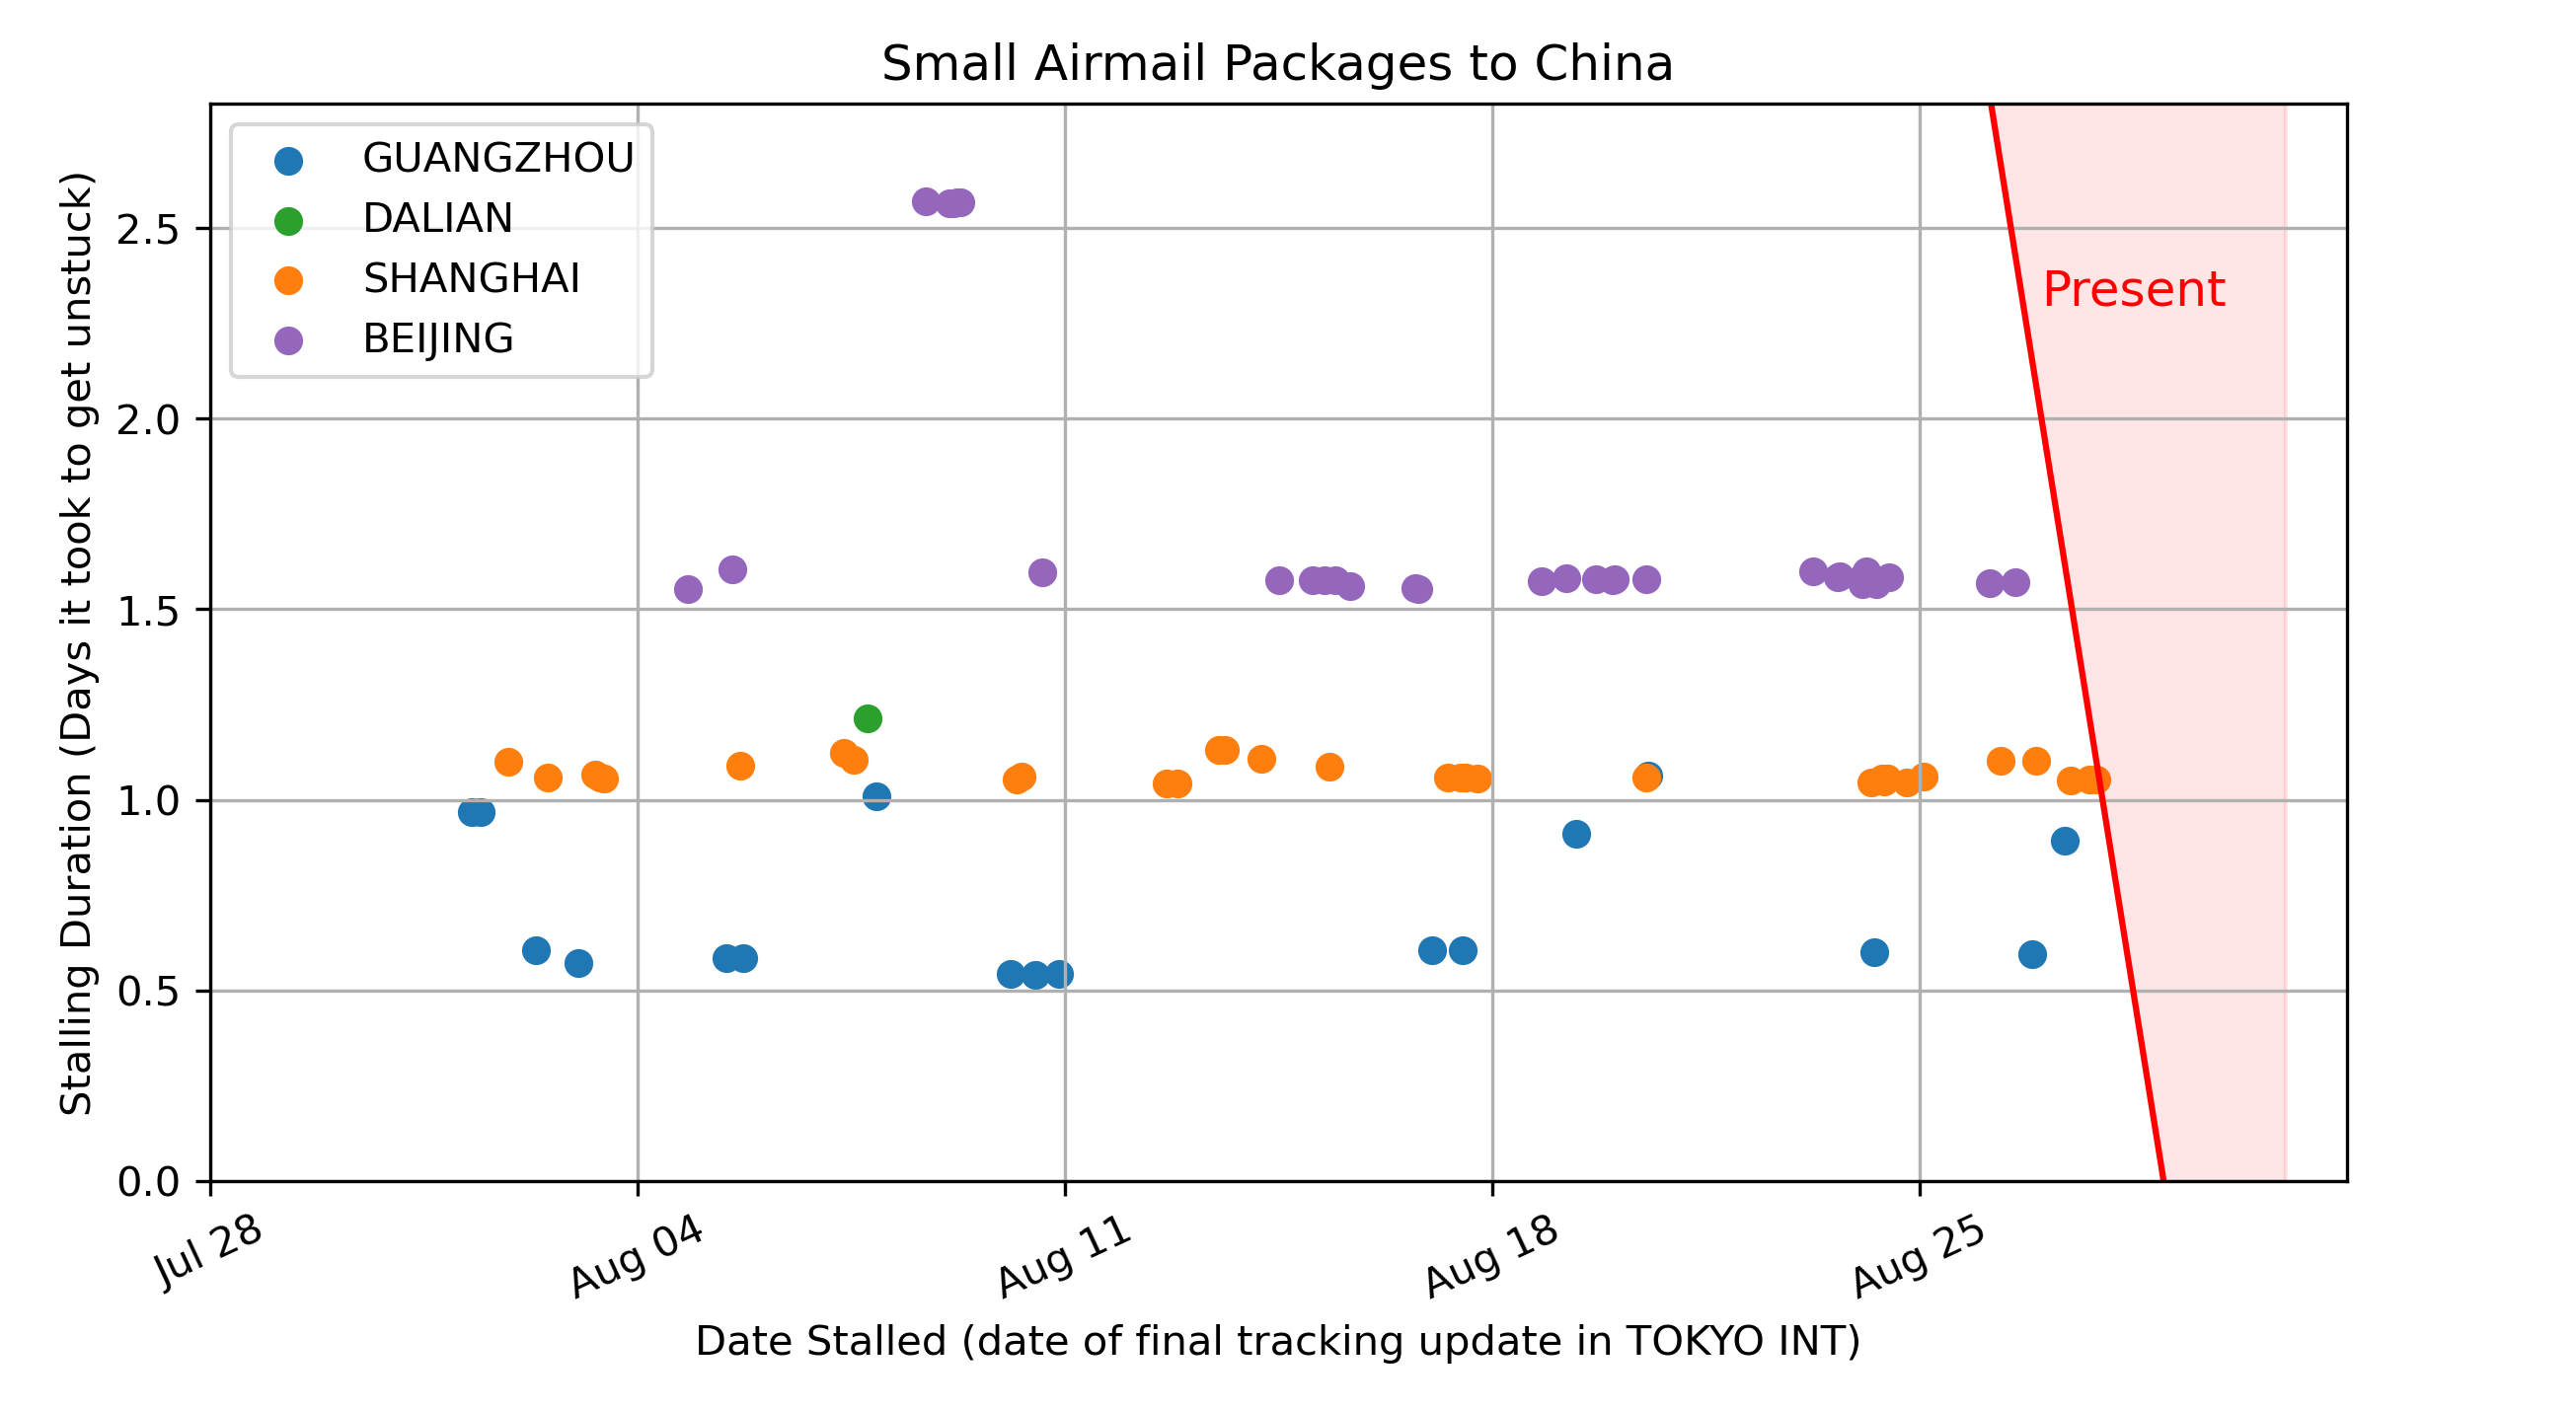 Small Airmail Packages to China
GUANGZHOU
DALIAN
SHANGHAI
BEIJING
Present
Stalling Duration (Days it took to get unstuck)
2.5
2.0
1.5
1.0
0.5
0.0
Jul 28
Aug 04
Aug 11
Aug 18
Aug 25
Date Stalled (date of final tracking update in TOKYO INT)